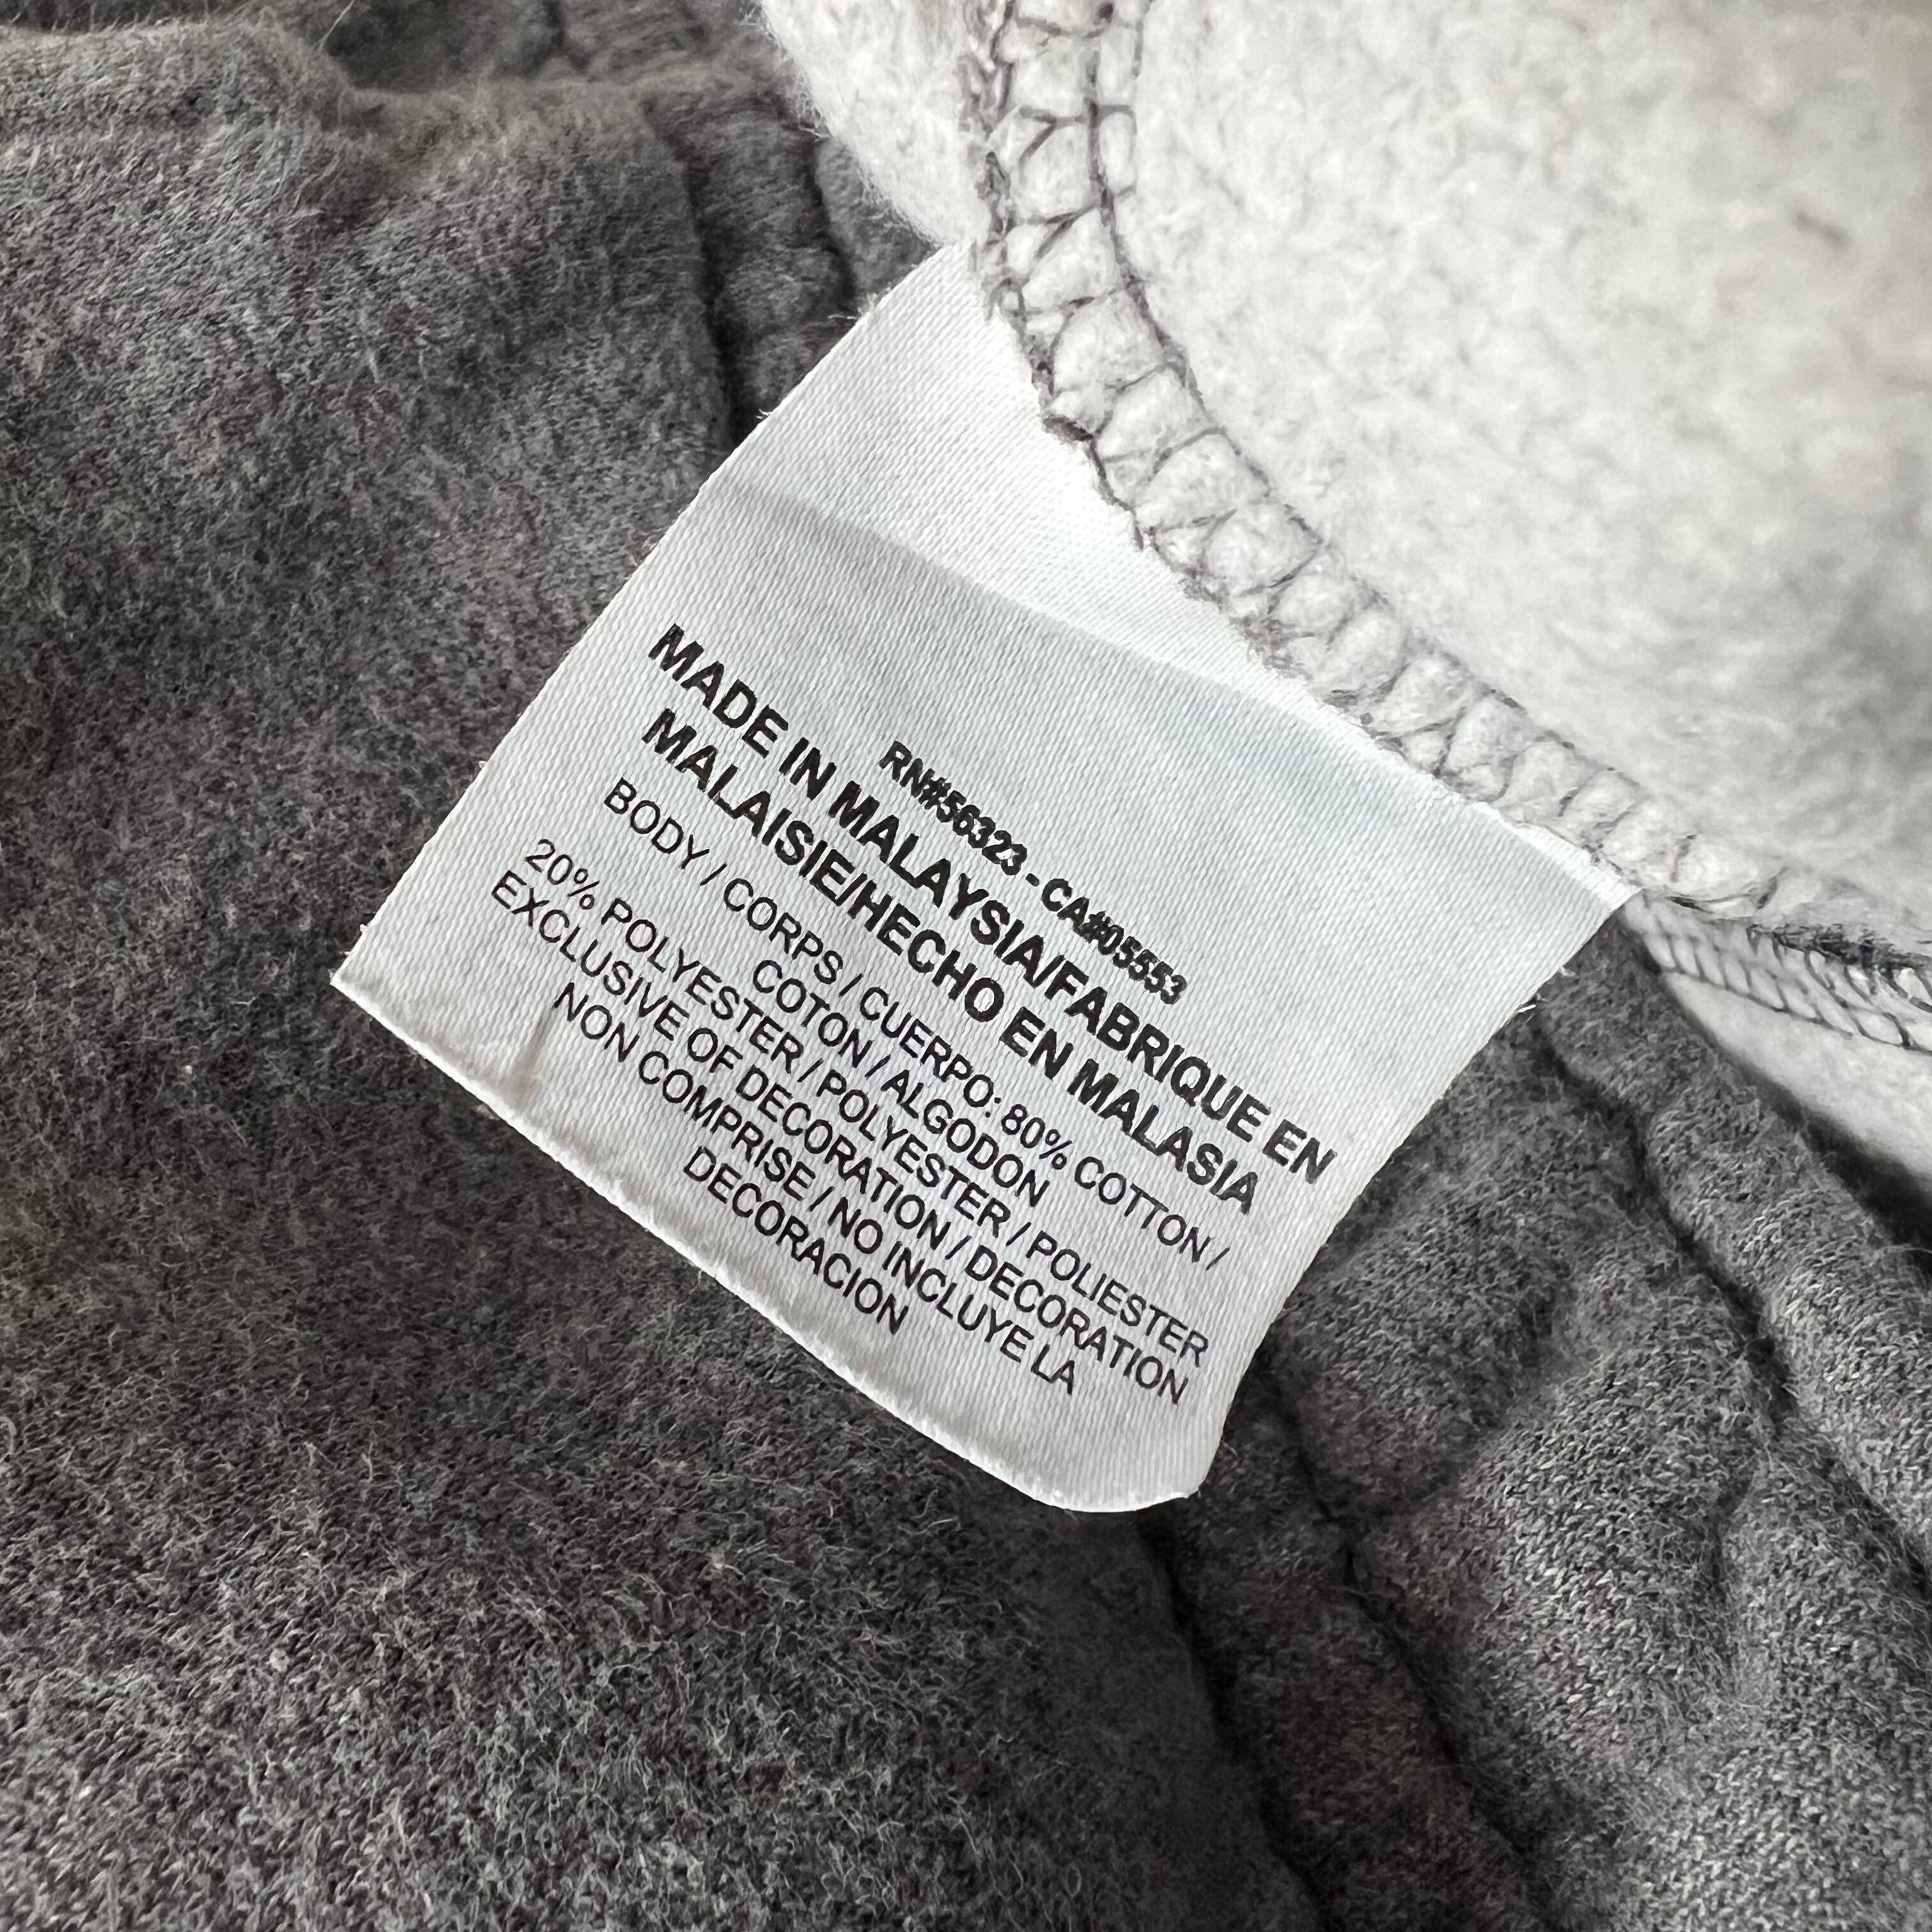 RN#56323 - CA#05553
MADE IN MALAYSIA/FABRIQUE EN
MALAISIE/HECHO EN MALASIA
BODY / CORPS / CUERPO: 80% COTTON /
COTON / ALGODON
20% POLYESTER / POLYESTER / POLIESTER
EXCLUSIVE OF DECORATION / DECORATION
NON COMPRISE / NO INCLUYE LA
DECORACION